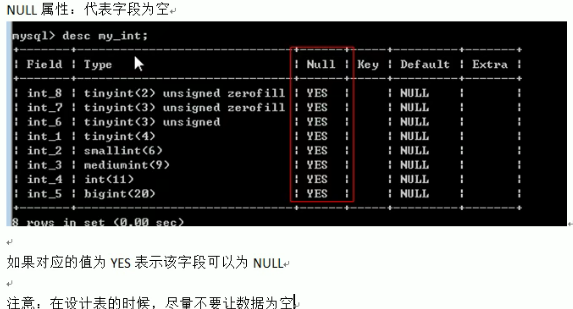 NULL 属性：代表字段为空
mysql> desc my_int;
| Field | Type | Null | Key | Default | Extra |
| int_8 | tinyint(2) unsigned zerofill | YES | | NULL | |
| int_7 | tinyint(3) unsigned zerofill | YES | | NULL | |
| int_6 | tinyint(3) unsigned | YES | | NULL | |
| int_1 | tinyint(4) | YES | | NULL | |
| int_2 | smallint(6) | YES | | NULL | |
| int_3 | mediumint(9) | YES | | NULL | |
| int_4 | int(11) | YES | | NULL | |
| int_5 | bigint(20) | YES | | NULL | |
8 rows in set (0.00 sec)
如果对应的值为 YES 表示该字段可以为 NULL
注意：在设计表的时候，尽量不要让数据为空